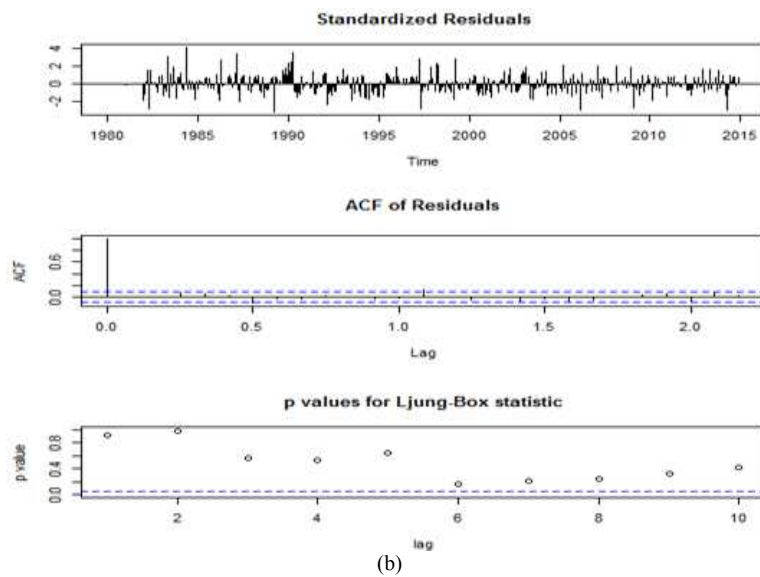 Standardized Residuals
4
2
0
-2
1980 1985 1990 1995 2000 2005 2010 2015
Time
ACF of Residuals
ACF
0.6
0.0
0.0 0.5 1.0 1.5 2.0
Lag
p values for Ljung-Box statistic
p value
0.8
0.4
0.0
2 4 6 8 10
lag
(b)